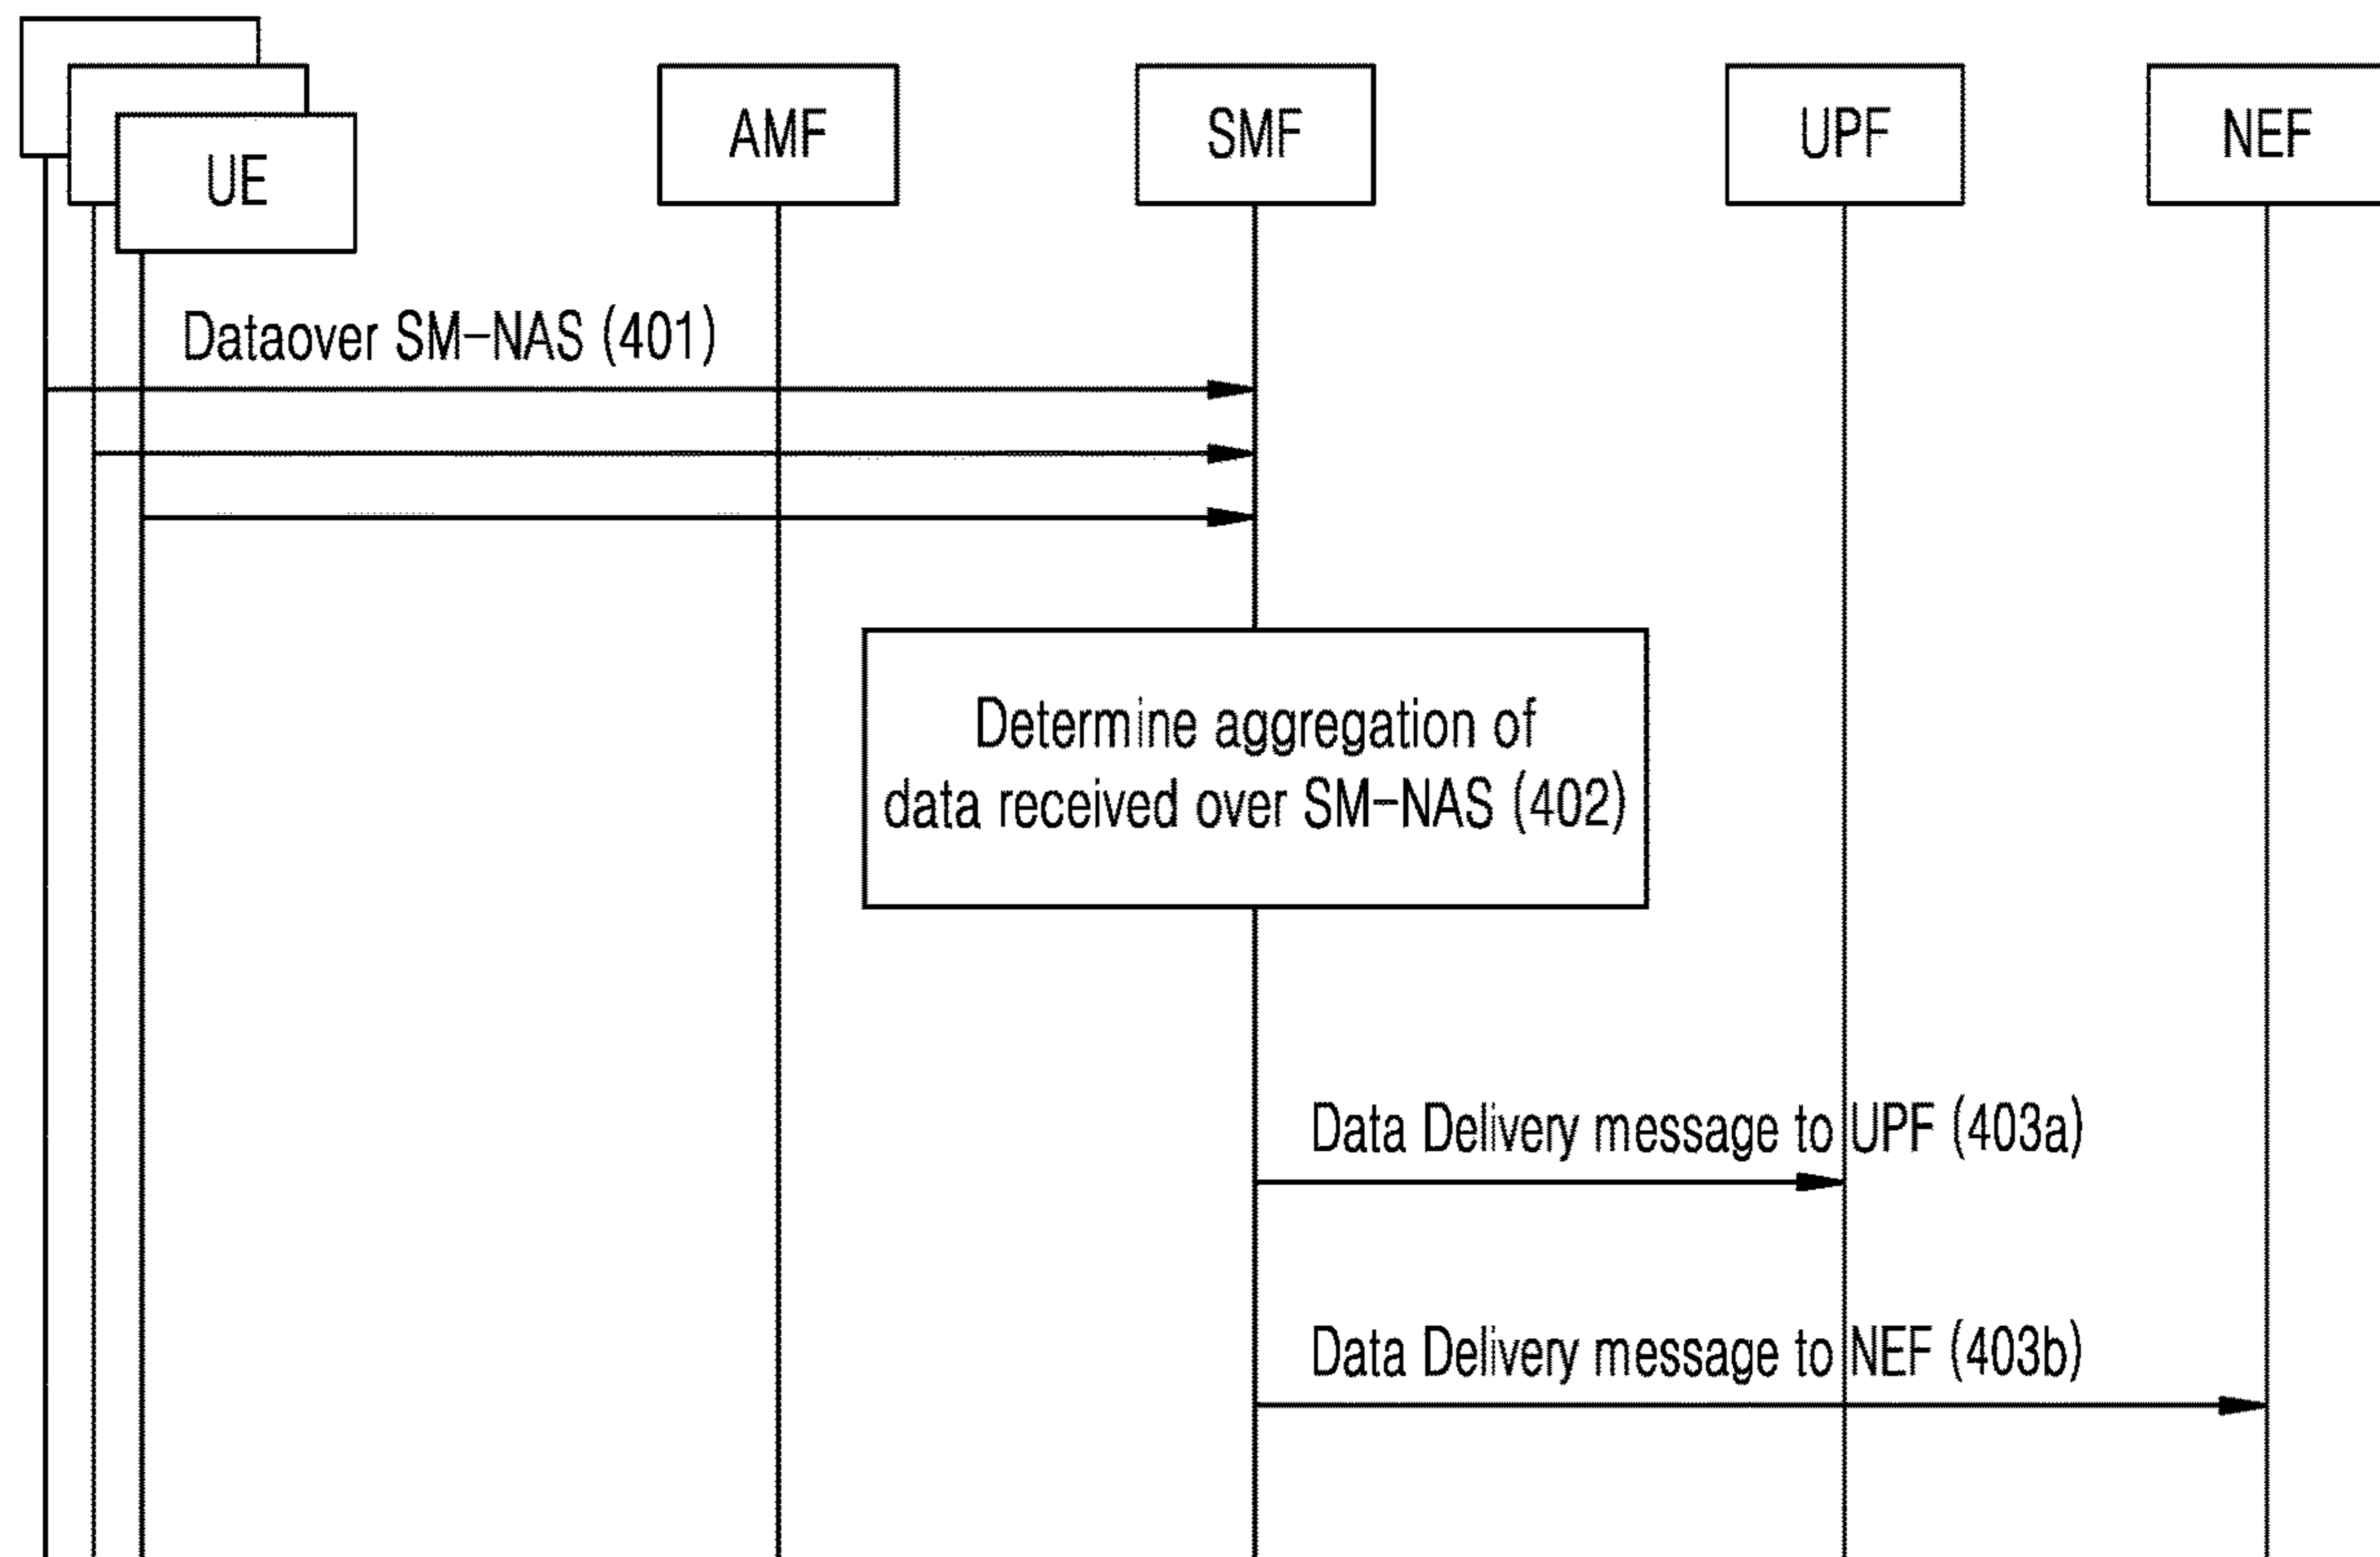 UE
AMF
SMF
UPF
NEF
Dataover SM-NAS (401)
Determine aggregation of
data received over SM-NAS (402)
Data Delivery message to UPF (403a)
Data Delivery message to NEF (403b)